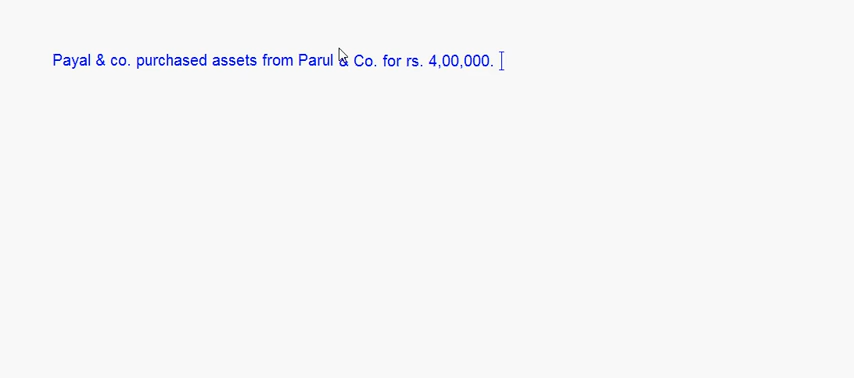 Payal & co. purchased assets from Parul & Co. for rs. 4,00,000.